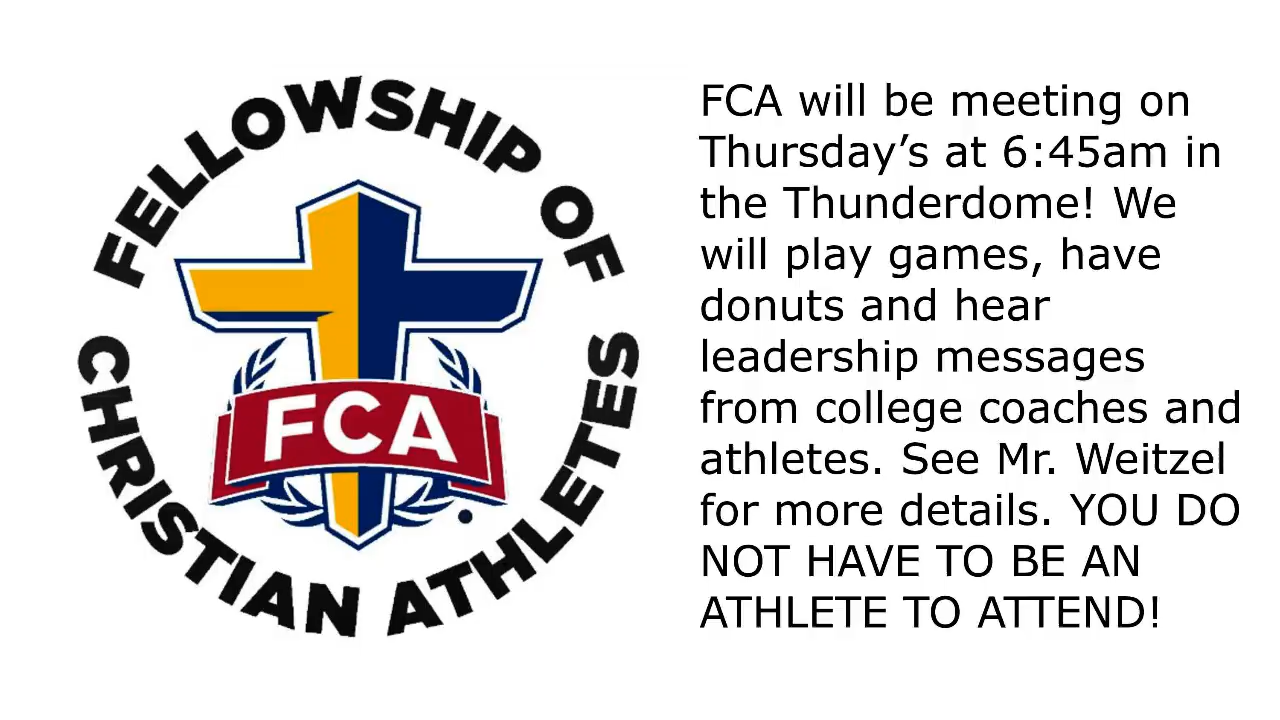 FELLOWSHIP OF
CHRISTIAN ATHLETES
FCA
FCA will be meeting on
Thursday’s at 6:45am in
the Thunderdome! We
will play games, have
donuts and hear
leadership messages
from college coaches and
athletes. See Mr. Weitzel
for more details. YOU DO
NOT HAVE TO BE AN
ATHLETE TO ATTEND!